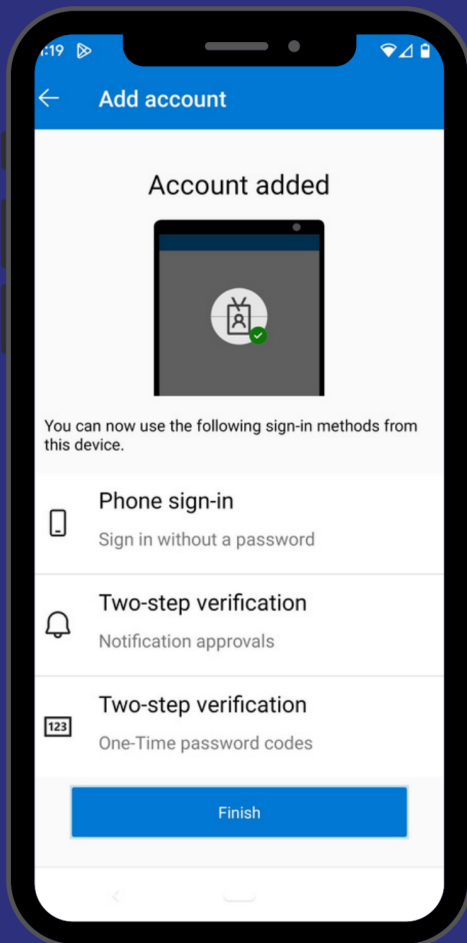 Add account
Account added
You can now use the following sign-in methods from
this device.
Phone sign-in
Sign in without a password
Two-step verification
Notification approvals
Two-step verification
123
One-Time password codes
Finish